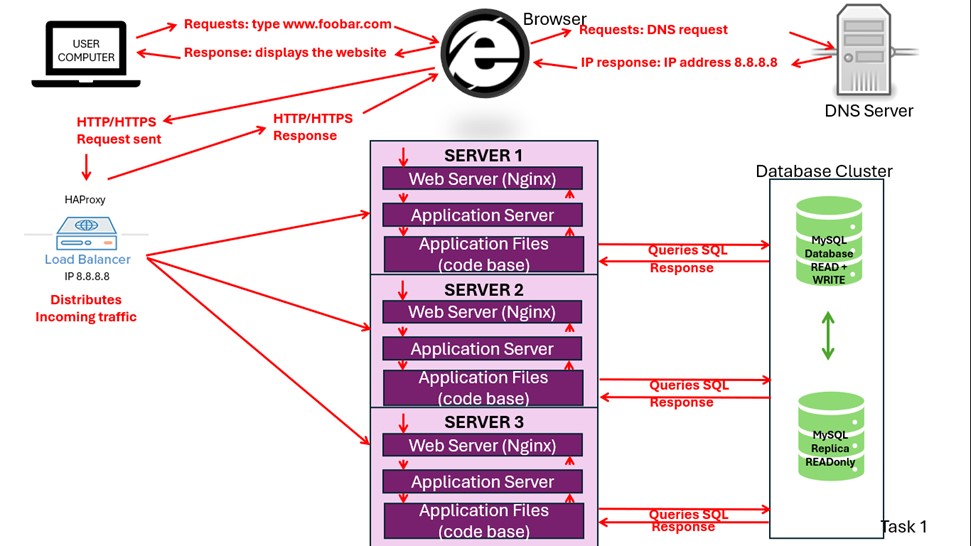 Browser
Requests: type www.foobar.com
Response: displays the website
USER
COMPUTER
Requests: DNS request
IP response: IP address 8.8.8.8
DNS Server
HTTP/HTTPS
Request sent
HTTP/HTTPS
Response
HAProxy
Load Balancer
IP 8.8.8.8
Distributes
Incoming traffic
SERVER 1
Web Server (Nginx)
Application Server
Application Files
(code base)
Queries SQL
Response
SERVER 2
Web Server (Nginx)
Application Server
Application Files
(code base)
Queries SQL
Response
SERVER 3
Web Server (Nginx)
Application Server
Application Files
(code base)
Queries SQL
Response
Database Cluster
MySQL
Database
READ +
WRITE
MySQL
Replica
READonly
Task 1